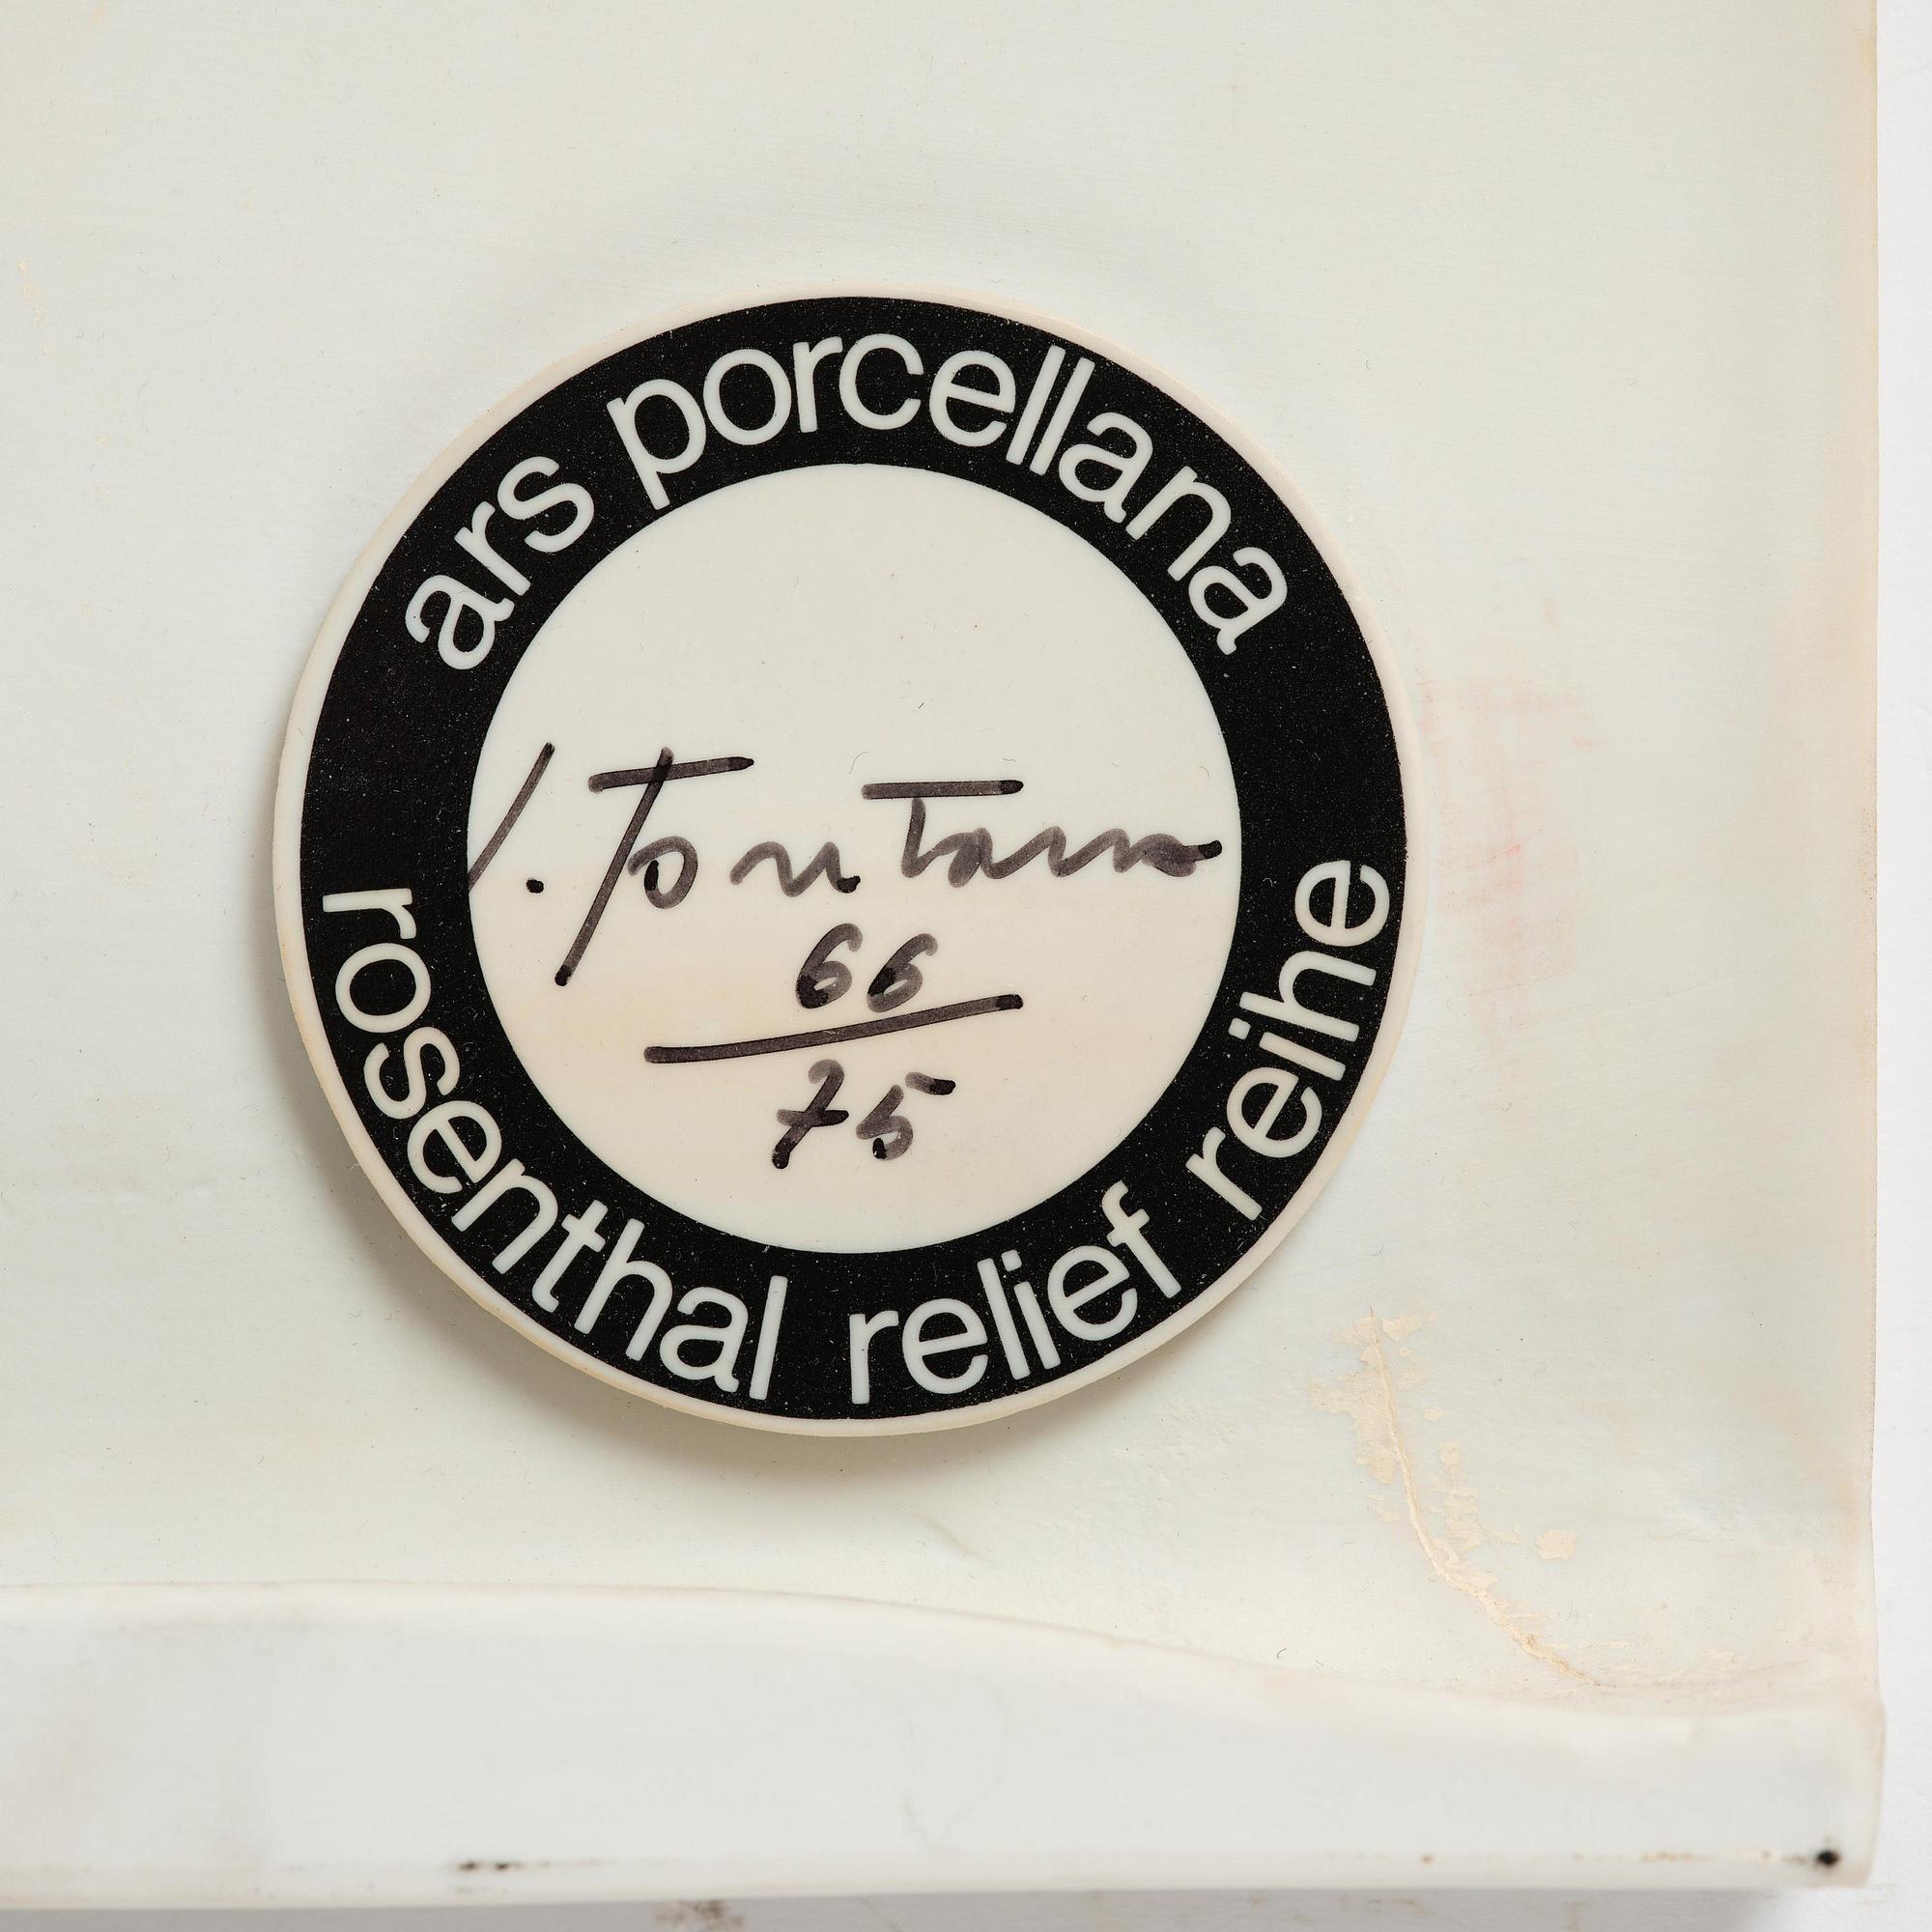 ars porcellana
l. Fontana
66
75
rosenthal relief reihe